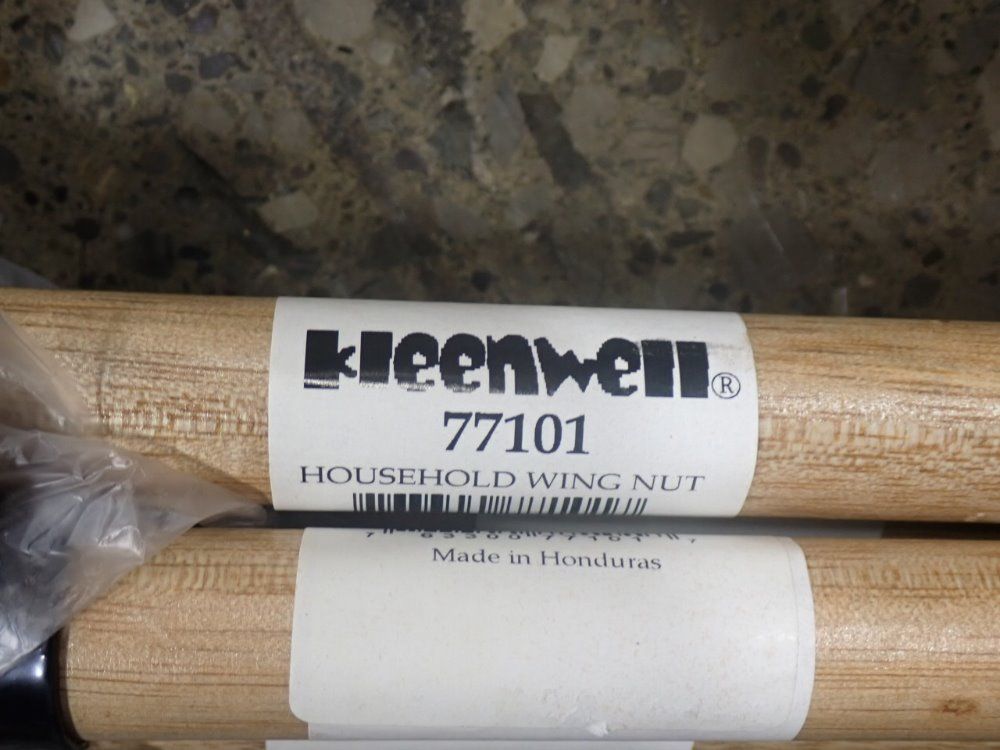 kleenwell®
77101
HOUSEHOLD WING NUT
Made in Honduras